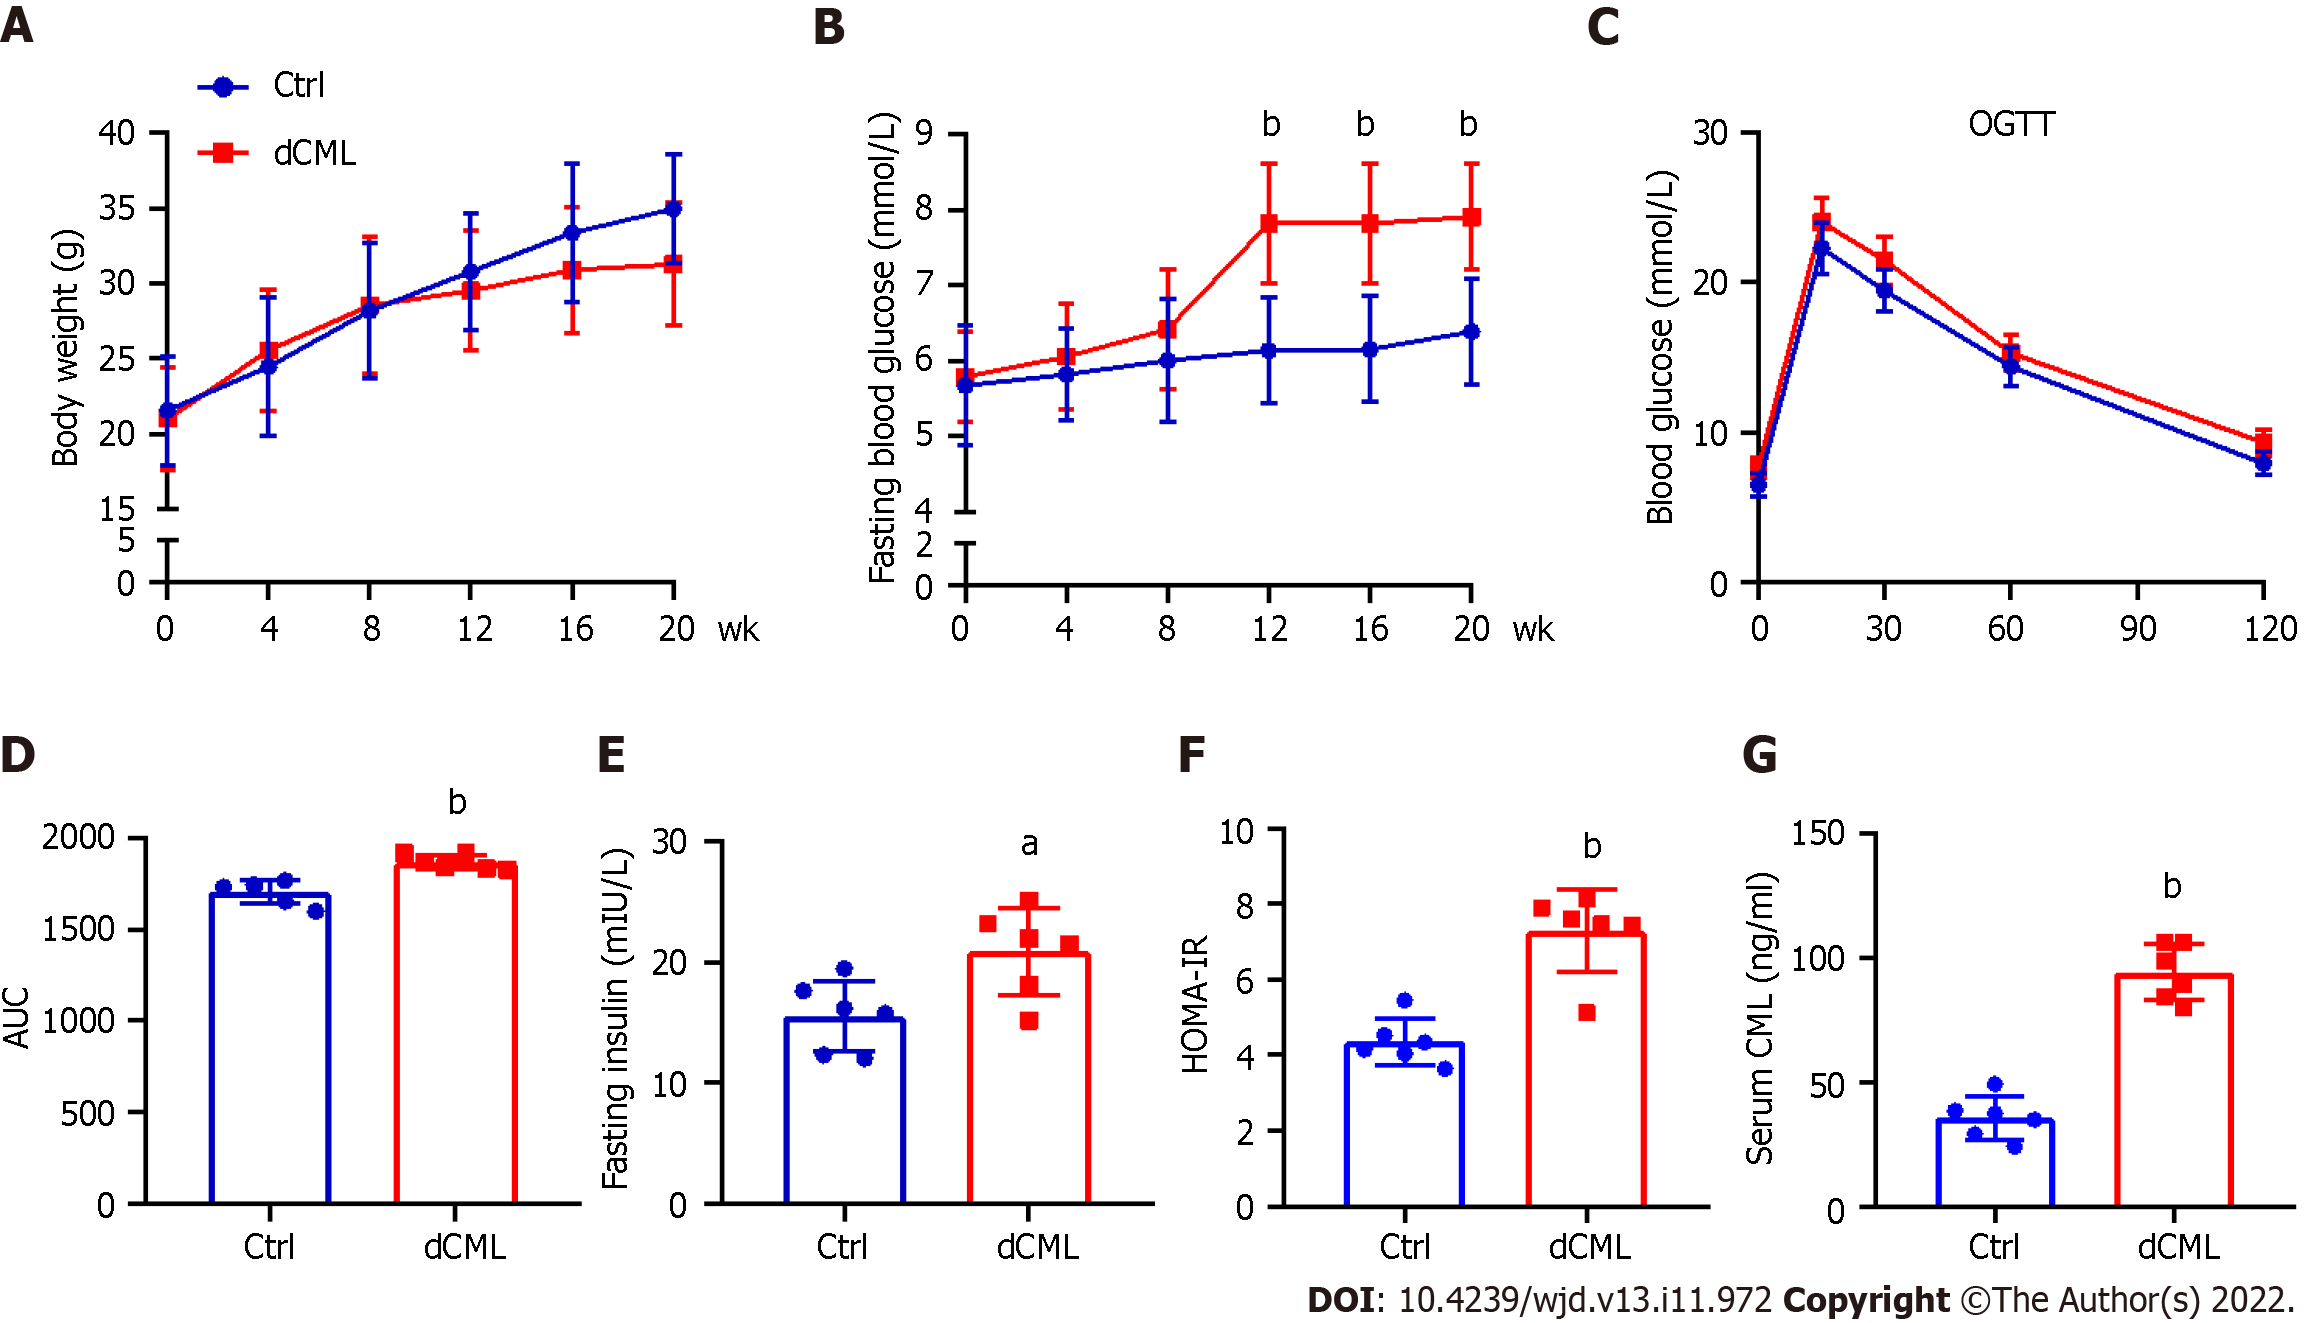 A
Ctrl
dCML
Body weight (g)
40
35
30
25
20
15
5
0
0 4 8 12 16 20 wk
B
Fasting blood glucose (mmol/L)
b b b
9
8
7
6
5
4
2
0
0 4 8 12 16 20 wk
C
OGTT
Blood glucose (mmol/L)
30
20
10
0
0 30 60 90 120
D
b
AUC
2000
1500
1000
500
0
Ctrl dCML
E
a
Fasting insulin (mIU/L)
30
20
10
0
Ctrl dCML
F
b
HOMA-IR
10
8
6
4
2
0
Ctrl dCML
G
b
Serum CML (ng/ml)
150
100
50
0
Ctrl dCML
DOI: 10.4239/wjd.v13.i11.972 Copyright ©The Author(s) 2022.